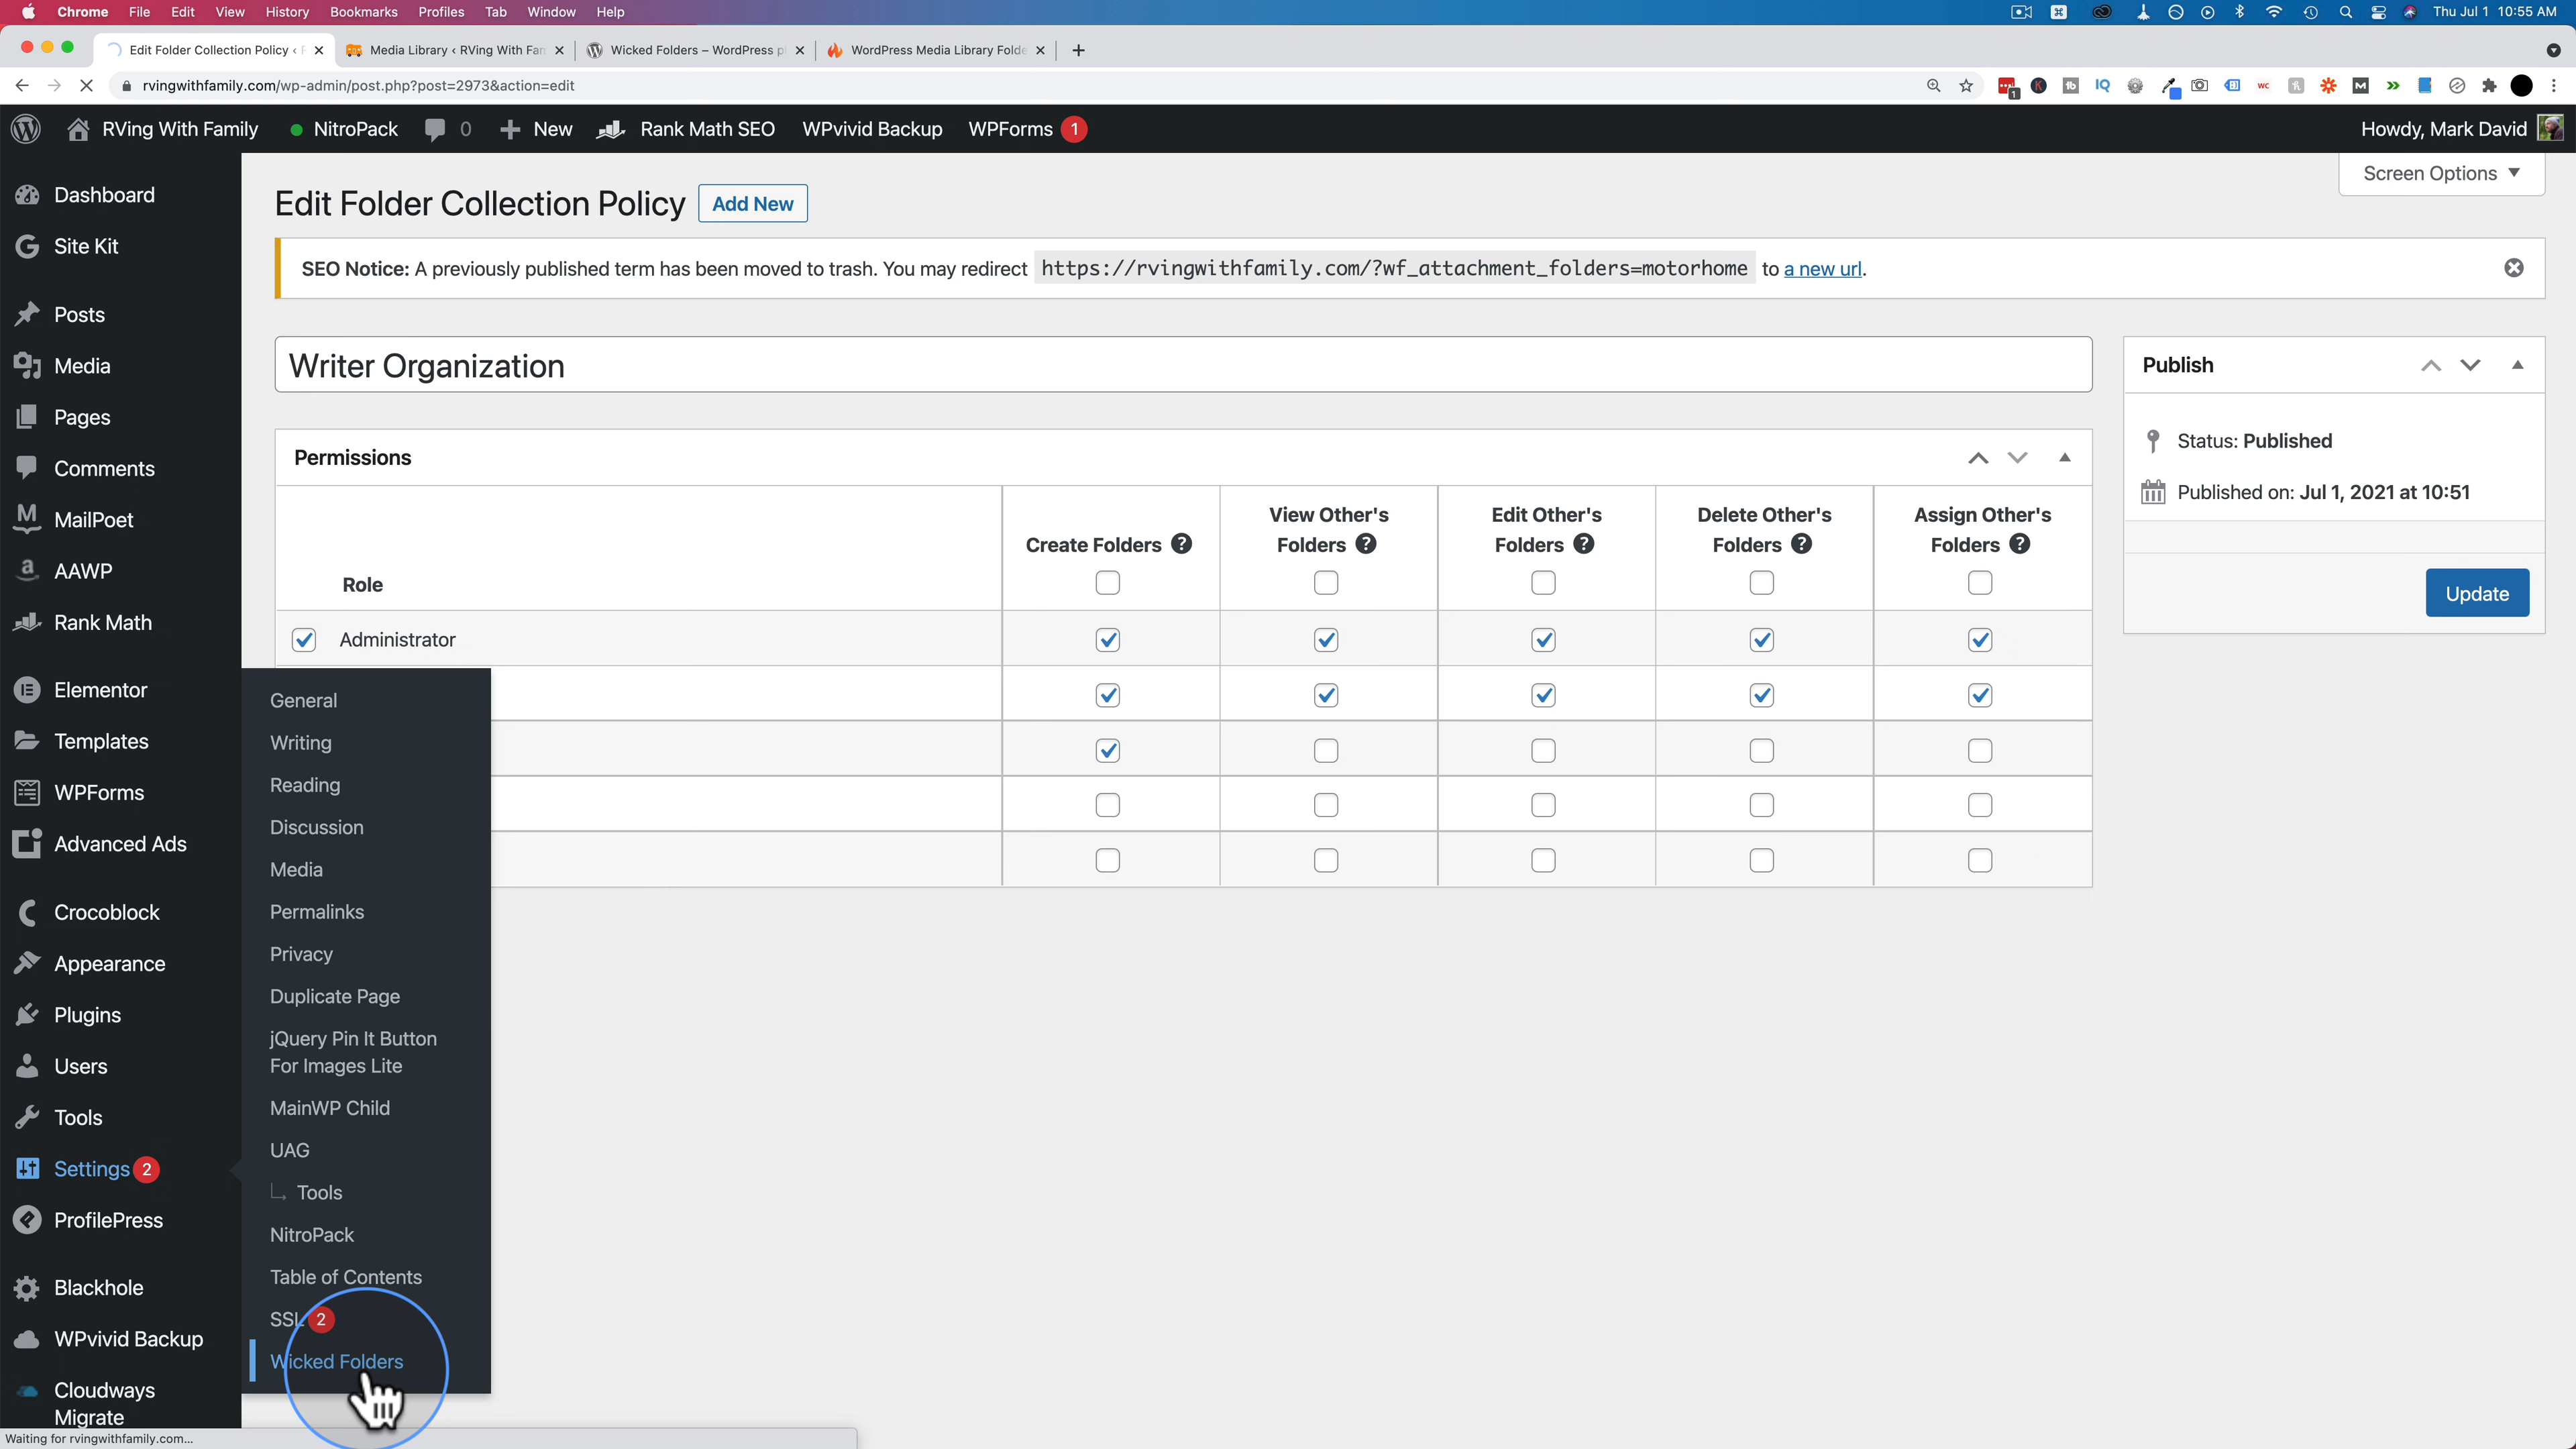 Chrome File Edit View History Bookmarks Profiles Tab Window Help Thu Jul 1 10:55 AM
Edit Folder Collection Policy ‹ Media Library ‹ RVing With Fam Wicked Folders – WordPress pl WordPress Media Library Folde
rvingwithfamily.com/wp-admin/post.php?post=2973&action=edit
RVing With Family NitroPack 0 New Rank Math SEO WPvivid Backup WPForms 1 Howdy, Mark David
Screen Options
Edit Folder Collection Policy Add New
SEO Notice: A previously published term has been moved to trash. You may redirect https://rvingwithfamily.com/?wf_attachment_folders=motorhome to a new url.
Writer Organization
Permissions
Role
Create Folders
View Other's
Folders
Edit Other's
Folders
Delete Other's
Folders
Assign Other's
Folders
Administrator
Publish
Status: Published
Published on: Jul 1, 2021 at 10:51
Update
Dashboard
Site Kit
Posts
Media
Pages
Comments
MailPoet
AAWP
Rank Math
Elementor
Templates
WPForms
Advanced Ads
Crocoblock
Appearance
Plugins
Users
Tools
Settings 2
ProfilePress
Blackhole
WPvivid Backup
Cloudways
Migrate
General
Writing
Reading
Discussion
Media
Permalinks
Privacy
Duplicate Page
jQuery Pin It Button
For Images Lite
MainWP Child
UAG
Tools
NitroPack
Table of Contents
SSL 2
Wicked Folders
Waiting for rvingwithfamily.com...